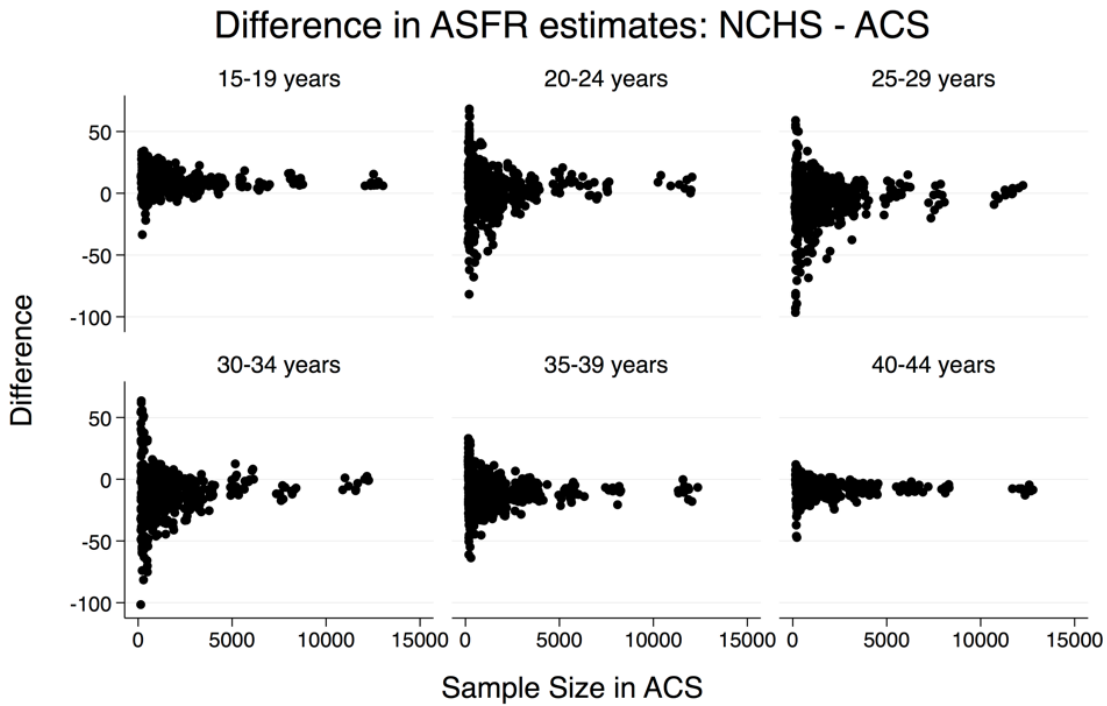 Difference in ASFR estimates: NCHS - ACS
15-19 years
20-24 years
25-29 years
50
0
-50
-100
30-34 years
35-39 years
40-44 years
50
0
-50
-100
0 5000 10000 15000
0 5000 10000 15000
0 5000 10000 15000
Difference
Sample Size in ACS